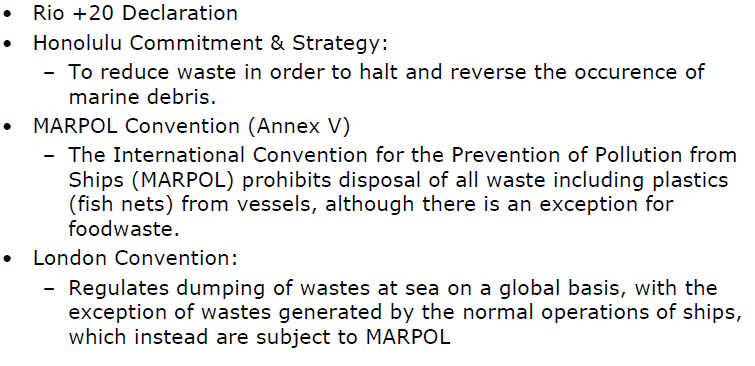 • Rio +20 Declaration
• Honolulu Commitment & Strategy:
– To reduce waste in order to halt and reverse the occurence of
marine debris.
• MARPOL Convention (Annex V)
– The International Convention for the Prevention of Pollution from
Ships (MARPOL) prohibits disposal of all waste including plastics
(fish nets) from vessels, although there is an exception for
foodwaste.
• London Convention:
– Regulates dumping of wastes at sea on a global basis, with the
exception of wastes generated by the normal operations of ships,
which instead are subject to MARPOL